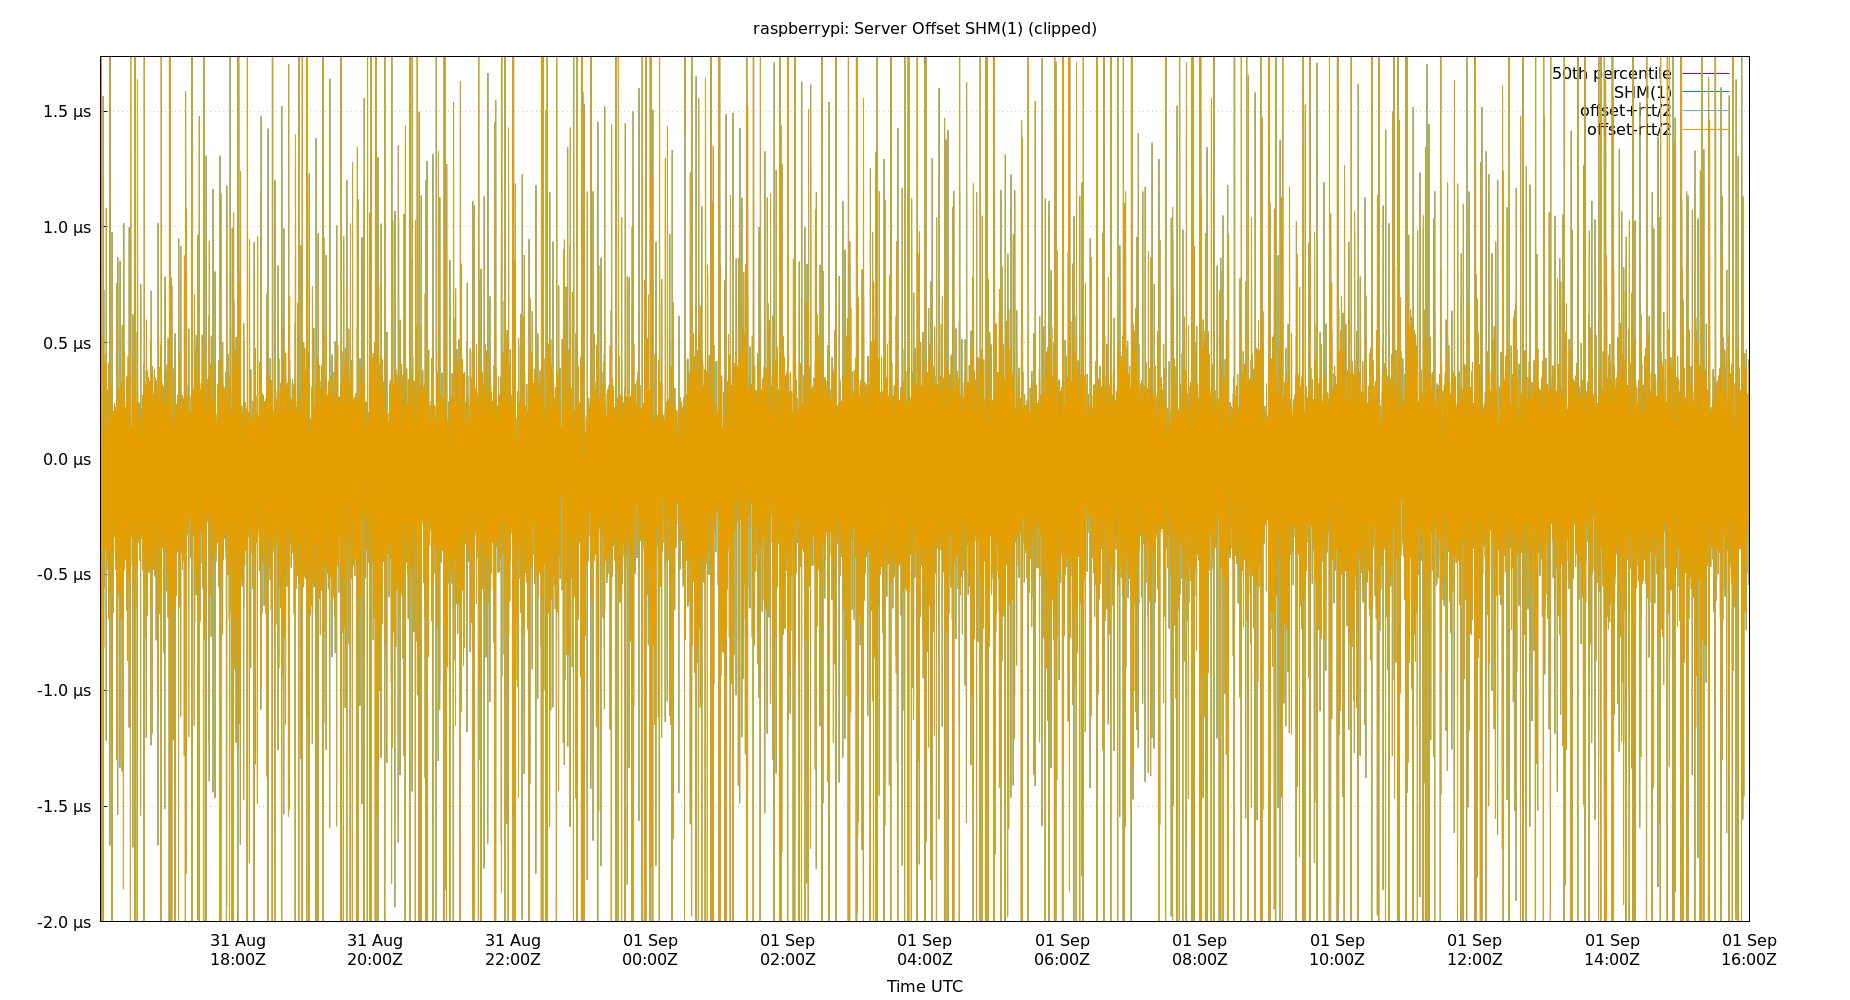 raspberrypi: Server Offset SHM(1) (clipped)
50th percentile
SHM(1)
offset+rtt/2
offset-rtt/2
1.5 µs
1.0 µs
0.5 µs
0.0 µs
-0.5 µs
-1.0 µs
-1.5 µs
-2.0 µs
31 Aug 31 Aug 31 Aug 01 Sep 01 Sep 01 Sep 01 Sep 01 Sep 01 Sep 01 Sep 01 Sep 01 Sep
18:00Z 20:00Z 22:00Z 00:00Z 02:00Z 04:00Z 06:00Z 08:00Z 10:00Z 12:00Z 14:00Z 16:00Z
Time UTC